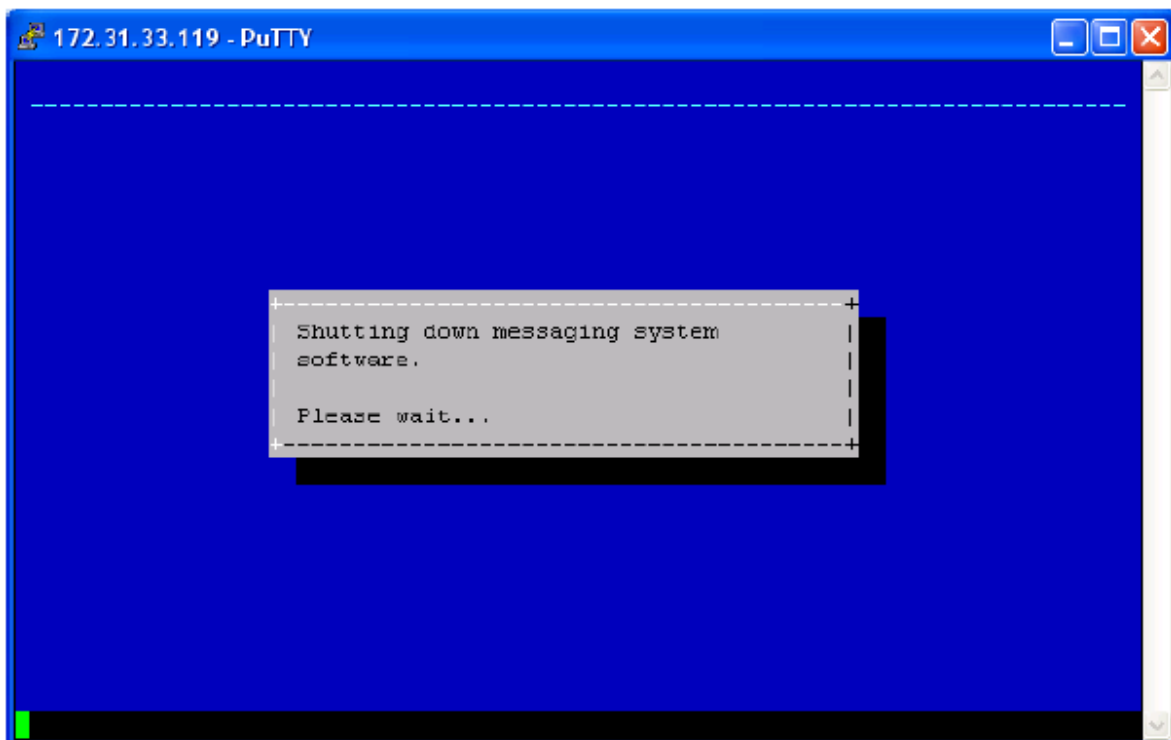 172.31.33.119 - PuTTY
Shutting down messaging system
software.
Please wait...